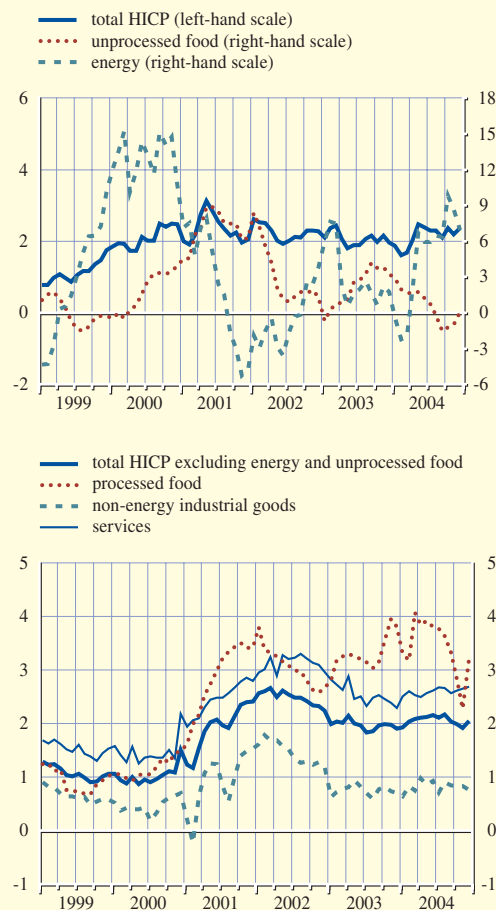 total HICP (left-hand scale)
unprocessed food (right-hand scale)
energy (right-hand scale)
6 18
15
4 12
9
2 6
3
0 0
-3
-2 -6
1999 2000 2001 2002 2003 2004
total HICP excluding energy and unprocessed food
processed food
non-energy industrial goods
services
5 5
4 4
3 3
2 2
1 1
0 0
-1 -1
1999 2000 2001 2002 2003 2004